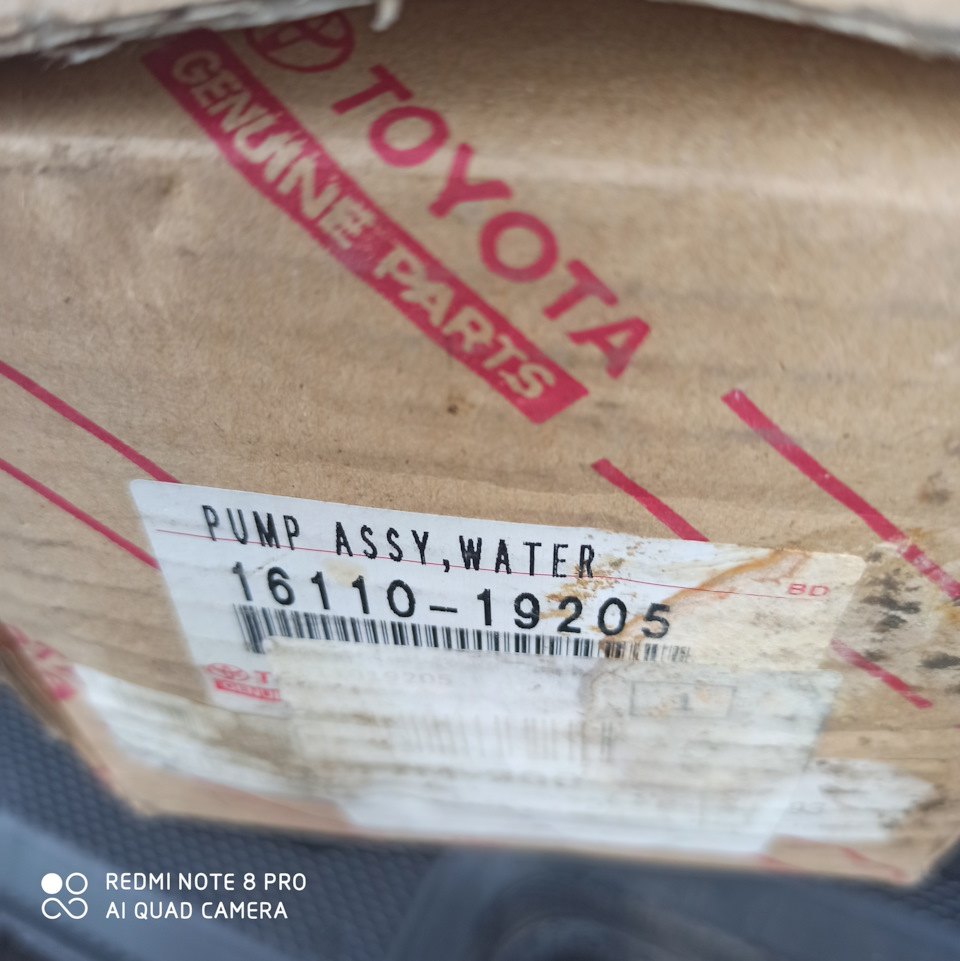 TOYOTA
GENUINE PARTS
PUMP ASSY,WATER
BD
16110-19205
REDMI NOTE 8 PRO
AI QUAD CAMERA